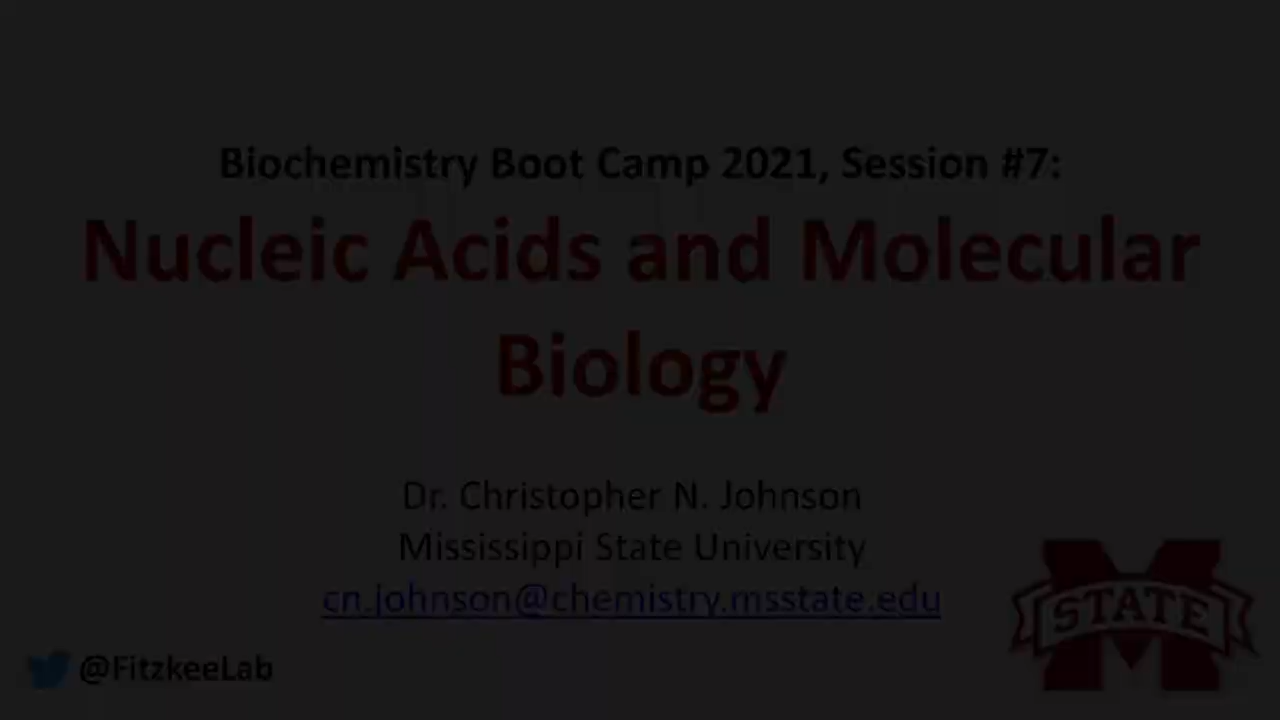 Biochemistry Boot Camp 2021, Session #7:
Nucleic Acids and Molecular
Biology
Dr. Christopher N. Johnson
Mississippi State University
cn.johnson@chemistry.msstate.edu
STATE
@FitzkeeLab